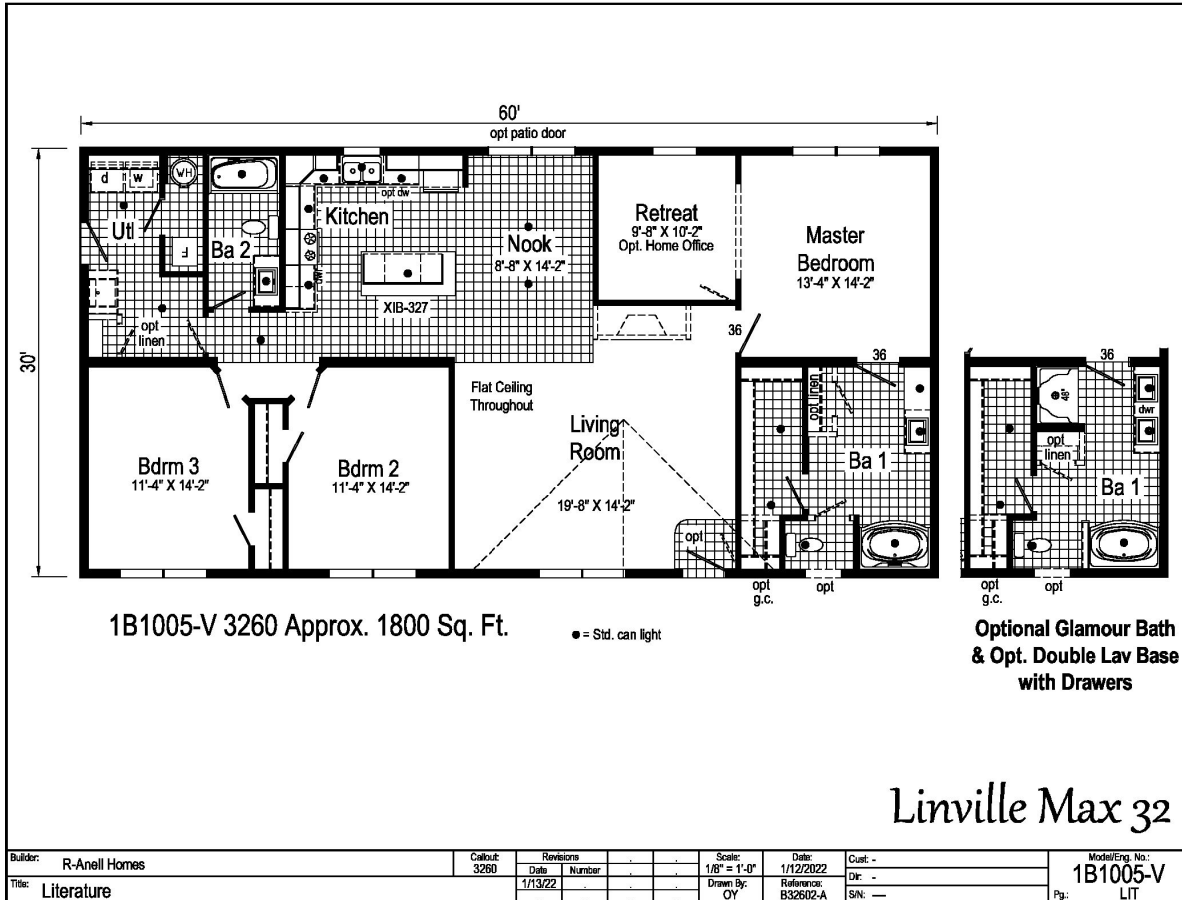 60'
opt patio door
30'
d
w
WH
Utl
F
Ba 2
opt dw
Kitchen
dwr
XIB-327
Nook
8'-8" X 14'-2"
Retreat
9'-8" X 10'-2"
Opt. Home Office
Master
Bedroom
13'-4" X 14'-2"
opt
linen
36
36
36
Flat Ceiling
Throughout
Living
Room
19'-8" X 14'-2"
Bdrm 3
11'-4" X 14'-2"
Bdrm 2
11'-4" X 14'-2"
opt linen
Ba 1
opt
opt
g.c.
opt
48"
dwr
opt
linen
Ba 1
opt
g.c.
opt
1B1005-V 3260 Approx. 1800 Sq. Ft.
● = Std. can light
Optional Glamour Bath
& Opt. Double Lav Base
with Drawers
Linville Max 32
Builder: R-Anell Homes
Title: Literature
Callout:
3260
Revisions
Date Number
1/13/22
Scale:
1/8" = 1'-0"
Drawn By:
OY
Date:
1/12/2022
Reference:
B32602-A
Cust: -
Dir: -
S/N: —
Model/Eng. No.:
1B1005-V
Pg.: LIT